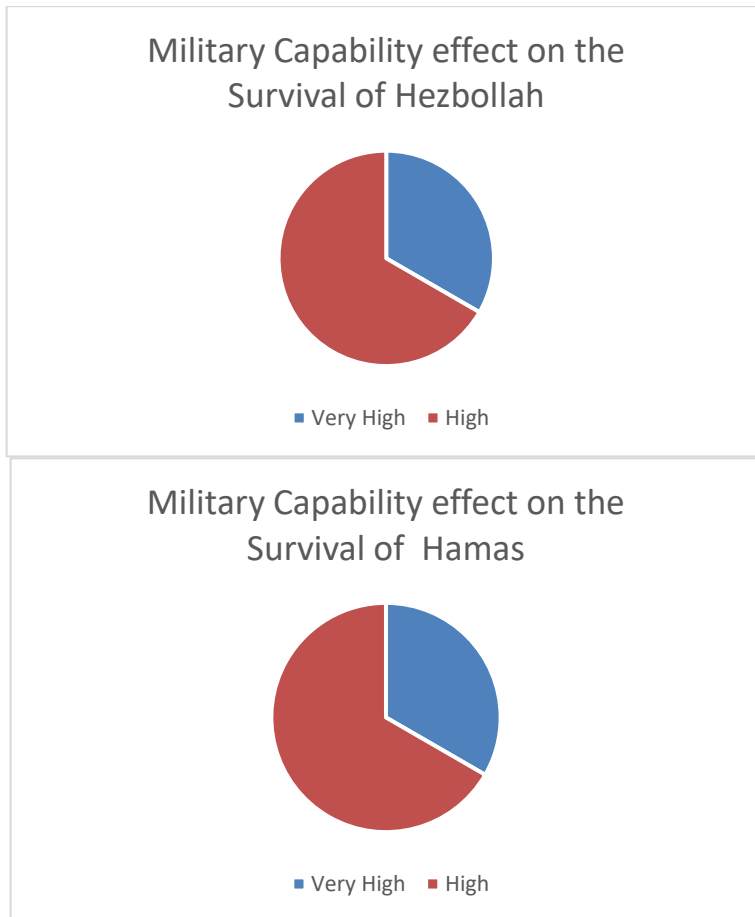 Military Capability effect on the
Survival of Hezbollah
Very High High
Military Capability effect on the
Survival of  Hamas
Very High High